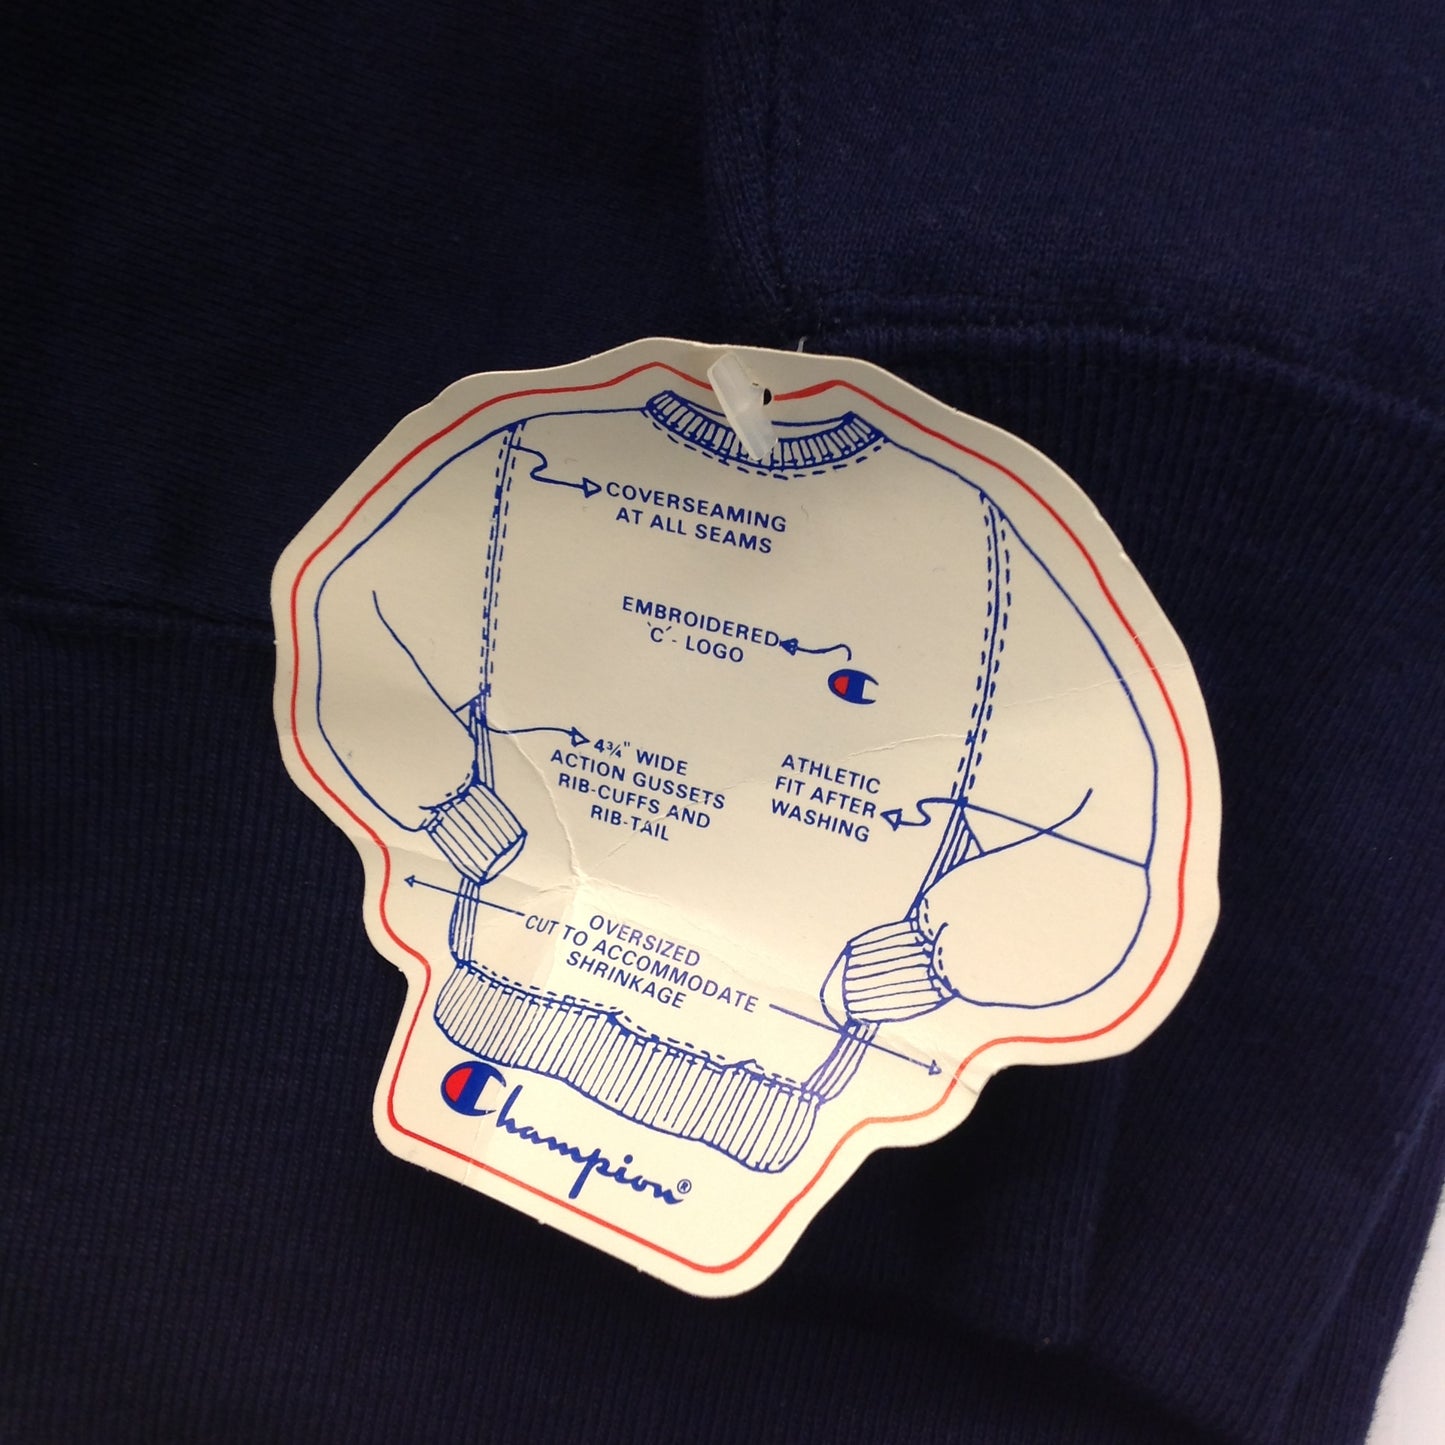 COVERSEAMING
AT ALL SEAMS
EMBROIDERED
'C' - LOGO
4¾" WIDE
ACTION GUSSETS
RIB-CUFFS AND
RIB-TAIL
ATHLETIC
FIT AFTER
WASHING
OVERSIZED
CUT TO ACCOMMODATE
SHRINKAGE
Champion®